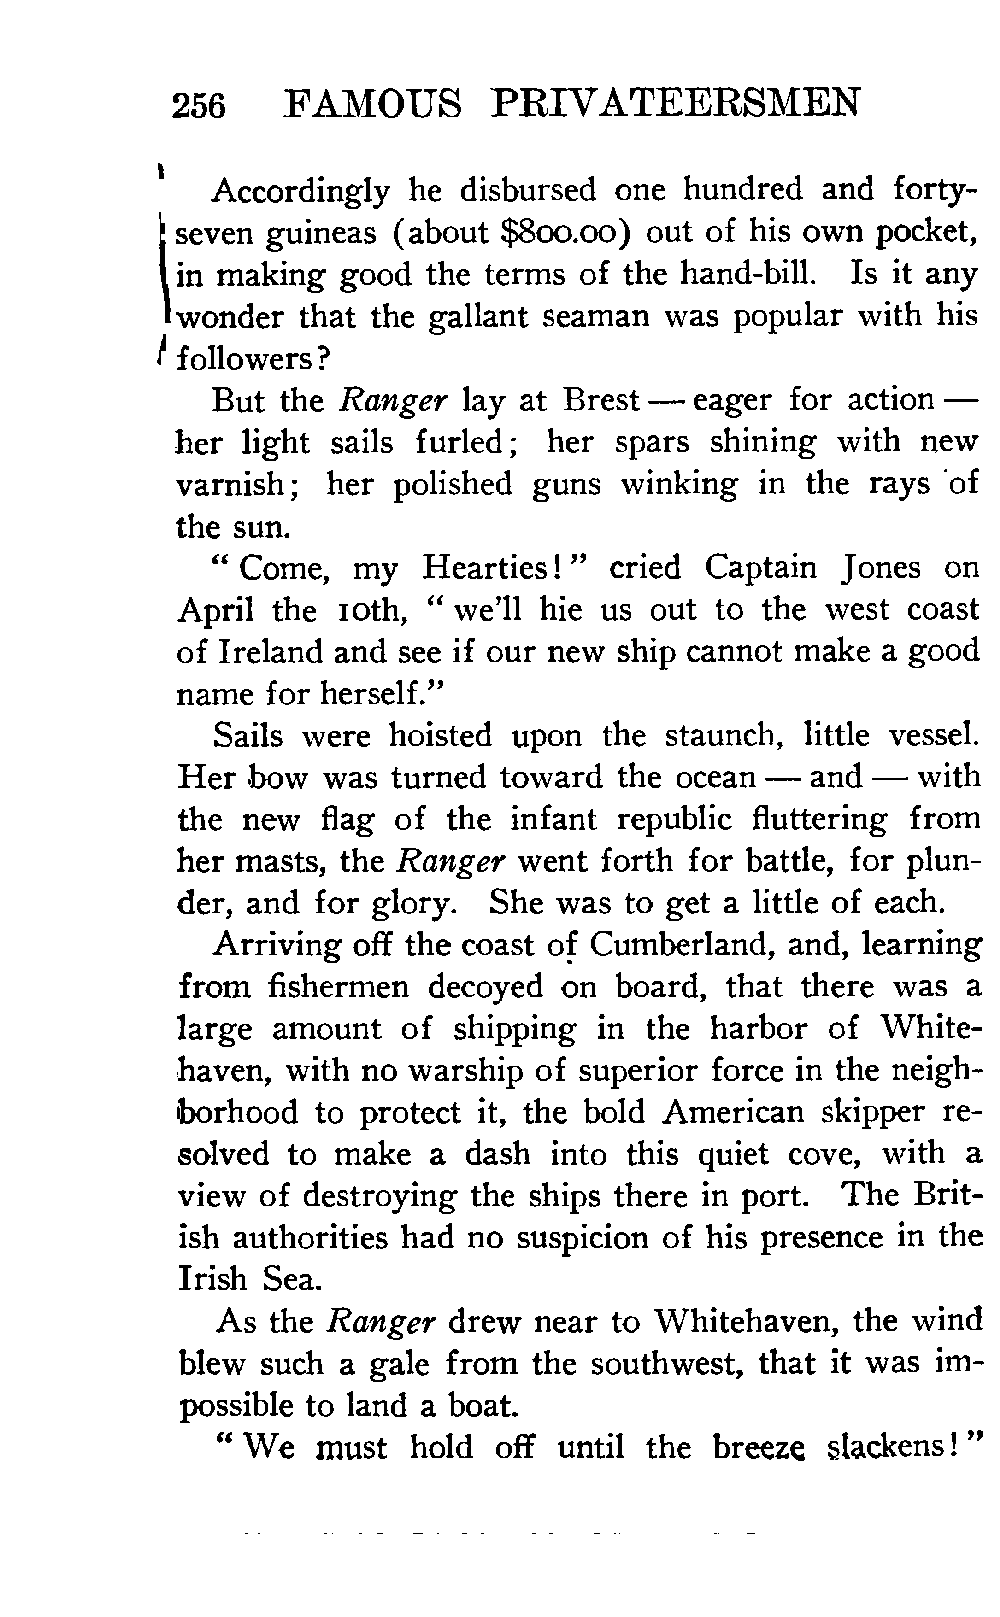 256 FAMOUS PRIVATEERSMEN
Accordingly he disbursed one hundred and forty-
seven guineas (about $800.00) out of his own pocket,
in making good the terms of the hand-bill. Is it any
wonder that the gallant seaman was popular with his
followers?
But the Ranger lay at Brest — eager for action —
her light sails furled; her spars shining with new
varnish; her polished guns winking in the rays of
the sun.
" Come, my Hearties! " cried Captain Jones on
April the 10th, " we'll hie us out to the west coast
of Ireland and see if our new ship cannot make a good
name for herself."
Sails were hoisted upon the staunch, little vessel.
Her bow was turned toward the ocean — and — with
the new flag of the infant republic fluttering from
her masts, the Ranger went forth for battle, for plun-
der, and for glory. She was to get a little of each.
Arriving off the coast of Cumberland, and, learning
from fishermen decoyed on board, that there was a
large amount of shipping in the harbor of White-
haven, with no warship of superior force in the neigh-
borhood to protect it, the bold American skipper re-
solved to make a dash into this quiet cove, with a
view of destroying the ships there in port. The Brit-
ish authorities had no suspicion of his presence in the
Irish Sea.
As the Ranger drew near to Whitehaven, the wind
blew such a gale from the southwest, that it was im-
possible to land a boat.
" We must hold off until the breeze slackens! "